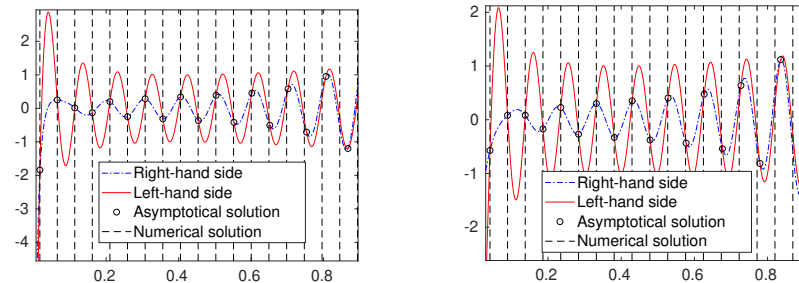 2
1
0
-1
-2
-3
-4
Right-hand side
Left-hand side
Asymptotical solution
Numerical solution
0.2 0.4 0.6 0.8
2
1
0
-1
-2
Right-hand side
Left-hand side
Asymptotical solution
Numerical solution
0.2 0.4 0.6 0.8